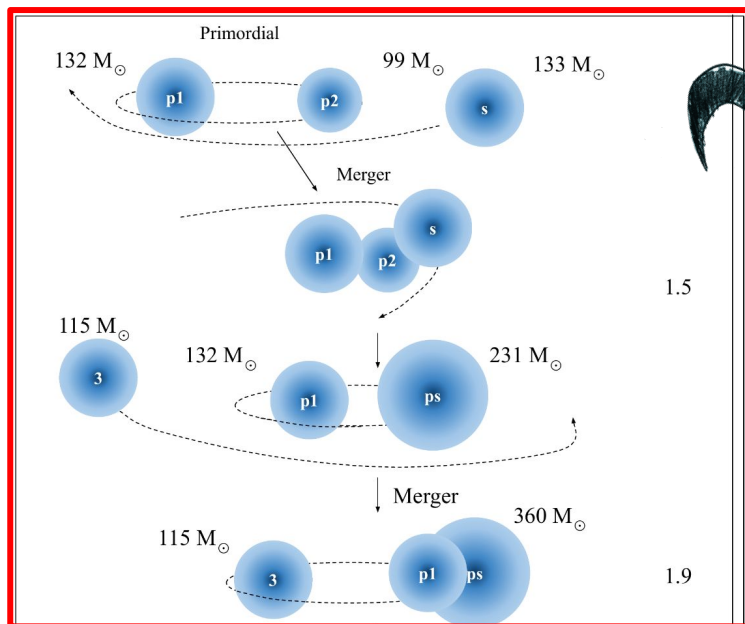 Primordial
132 M☉ 99 M☉ 133 M☉
p1 p2 s
Merger
s
p1 p2
1.5
115 M☉
132 M☉ 231 M☉
3
p1 ps
Merger
360 M☉
115 M☉
3 p1 ps 1.9